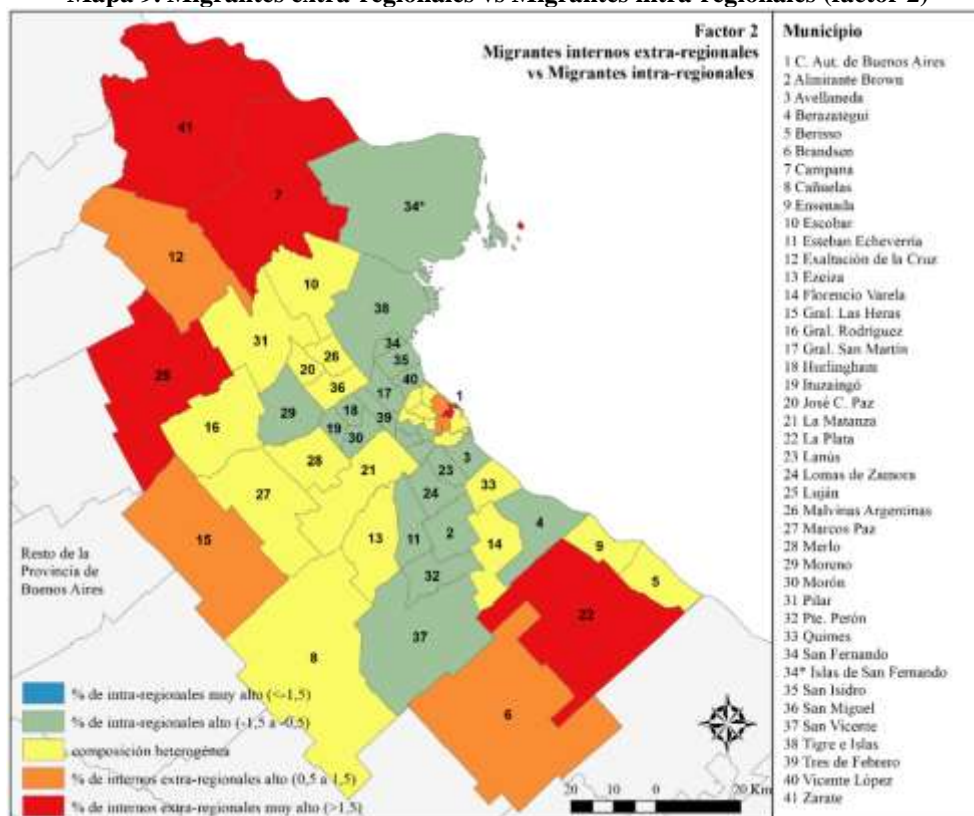 Mapa 9. Migrantes extra-regionales vs Migrantes intra-regionales (factor 2)
Factor 2
Migrantes internos extra-regionales
vs Migrantes intra-regionales
Municipio
1 C. Aut. de Buenos Aires
2 Almirante Brown
3 Avellaneda
4 Berazategui
5 Berisso
6 Brandsen
7 Campana
8 Cañuelas
9 Ensenada
10 Escobar
11 Esteban Echeverría
12 Exaltación de la Cruz
13 Ezeiza
14 Florencio Varela
15 Gral. Las Heras
16 Gral. Rodríguez
17 Gral. San Martín
18 Hurlingham
19 Ituzaingó
20 José C. Paz
21 La Matanza
22 La Plata
23 Lanús
24 Lomas de Zamora
25 Luján
26 Malvinas Argentinas
27 Marcos Paz
28 Merlo
29 Moreno
30 Morón
31 Pilar
32 Pte. Perón
33 Quimes
34 San Fernando
34* Islas de San Fernando
35 San Isidro
36 San Miguel
37 San Vicente
38 Tigre e Islas
39 Tres de Febrero
40 Vicente López
41 Zarate
41
7
34*
12
10
38
31
34
26
35
20
40
1
36
17
25
29
18
39
16
19
30
3
28
21
23
33
24
27
4
13
11
2
14
9
15
5
32
22
37
8
6
Resto de la
Provincia de
Buenos Aires
% de intra-regionales muy alto (<-1,5)
% de intra-regionales alto (-1,5 a -0,5)
composición heterogénea
% de internos extra-regionales alto (0,5 a 1,5)
% de internos extra-regionales muy alto (>1,5)
20 0 20 Km